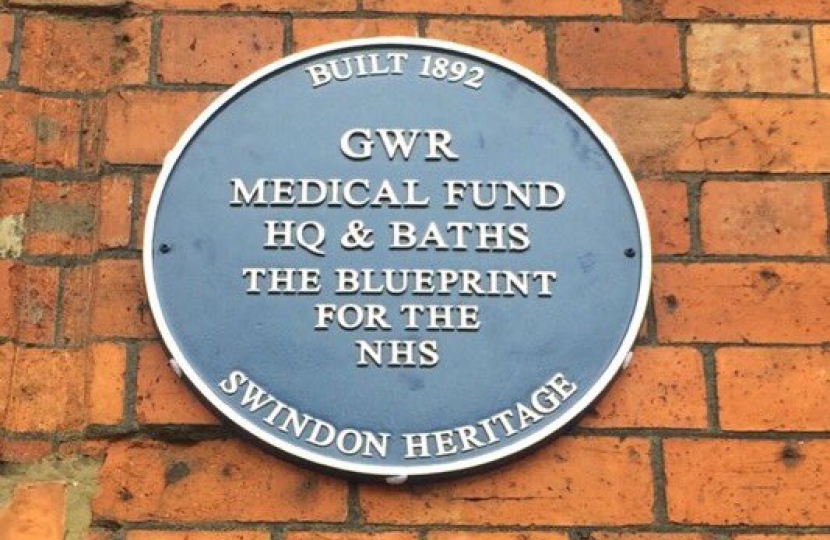 BUILT 1892
GWR
MEDICAL FUND
HQ & BATHS
THE BLUEPRINT
FOR THE
NHS
SWINDON HERITAGE